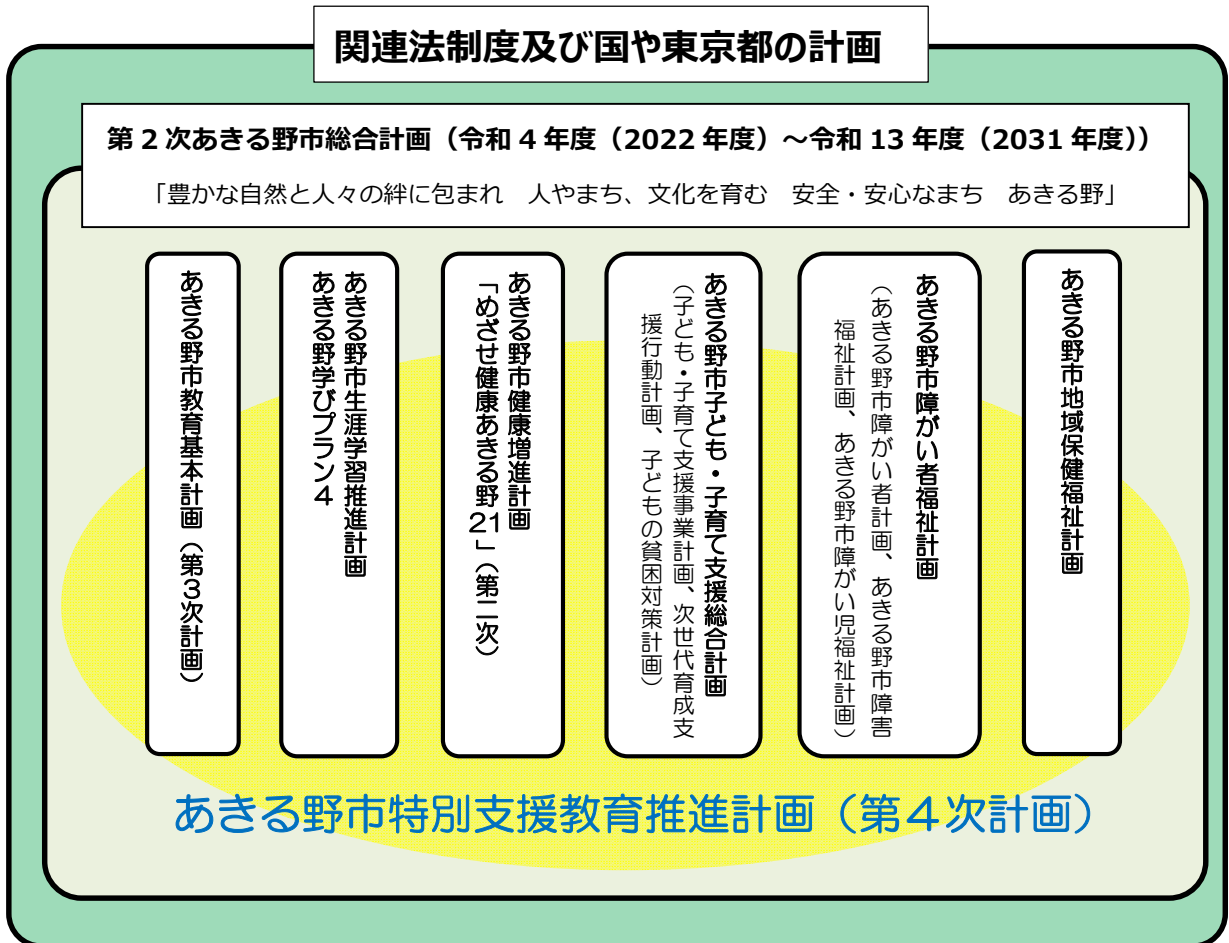 関連法制度及び国や東京都の計画
第2次あきる野市総合計画（令和4年度（2022年度）～令和13年度（2031年度））
「豊かな自然と人々の絆に包まれ　人やまち、文化を育む　安全・安心なまち　あきる野」
あきる野市地域保健福祉計画
あきる野市障がい者福祉計画
（あきる野市障がい者計画、あきる野市障害
福祉計画、あきる野市障がい児福祉計画）
あきる野市子ども・子育て支援総合計画
（子ども・子育て支援事業計画、次世代育成支
援行動計画、子どもの貧困対策計画）
あきる野市健康増進計画
「めざせ健康あきる野21」（第二次）
あきる野市生涯学習推進計画
あきる野学びプラン4
あきる野市教育基本計画（第3次計画）
あきる野市特別支援教育推進計画（第4次計画）